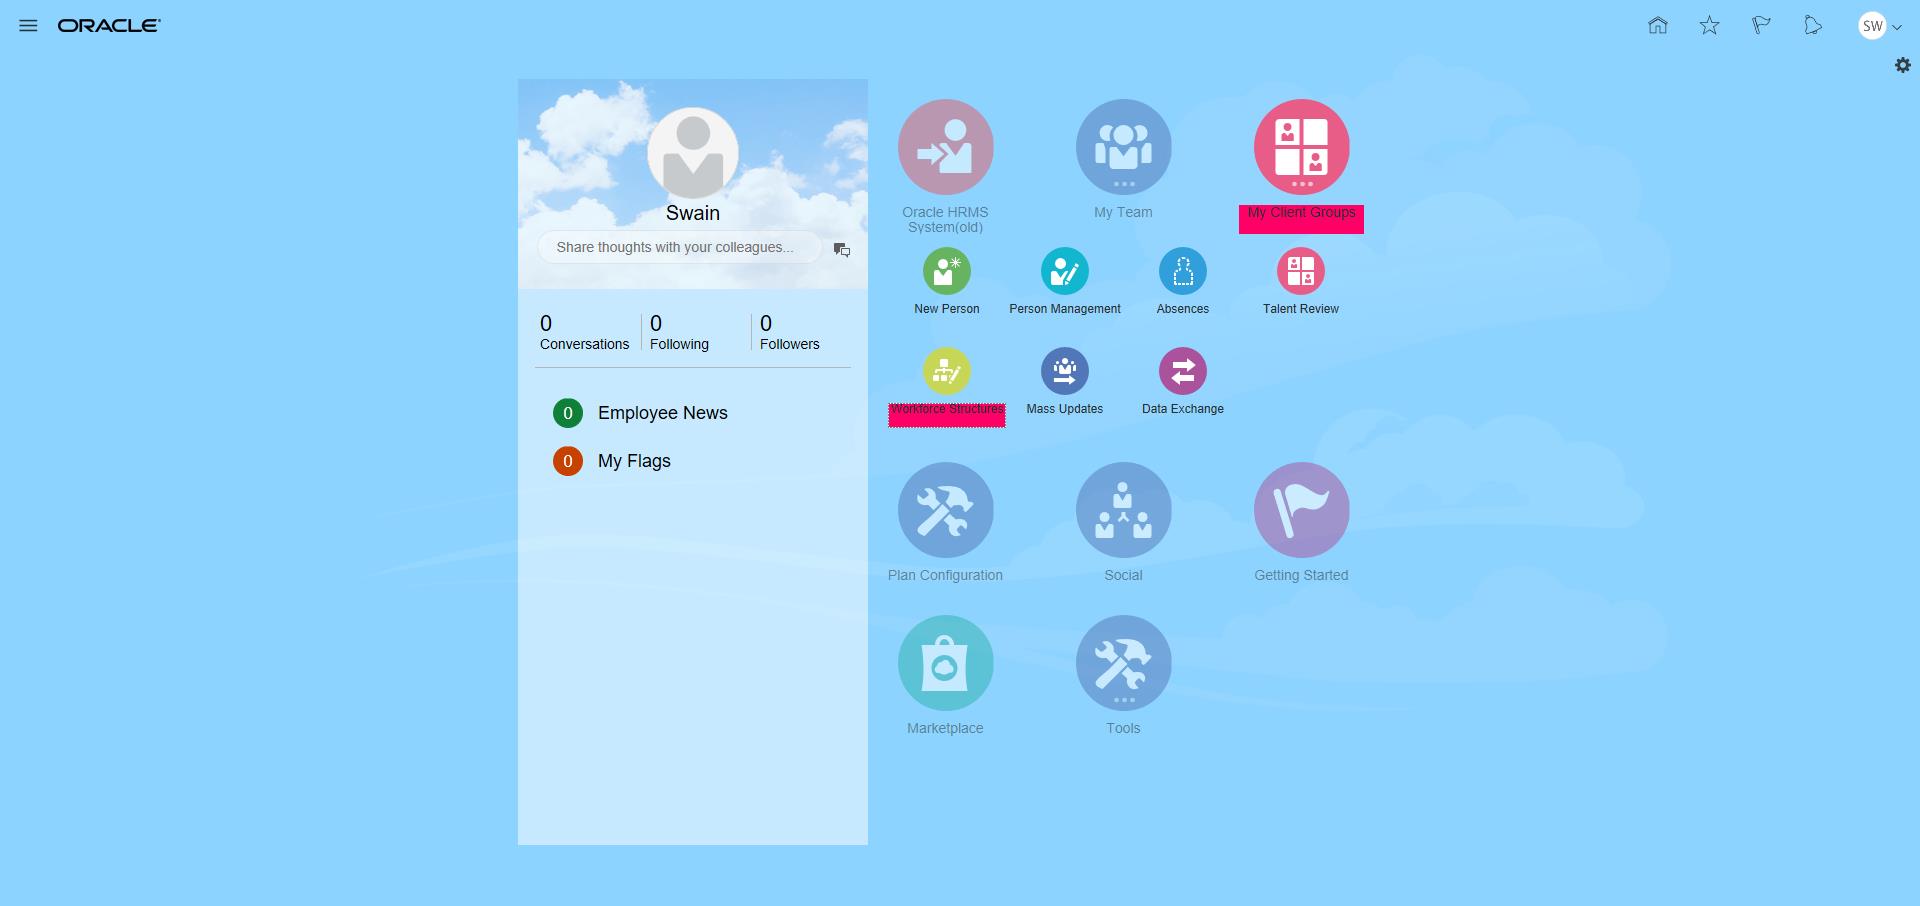 ORACLE
SW
Swain
Share thoughts with your colleagues...
0
Conversations
0
Following
0
Followers
0 Employee News
0 My Flags
Oracle HRMS
System(old)
My Team
My Client Groups
New Person
Person Management
Absences
Talent Review
Workforce Structures
Mass Updates
Data Exchange
Plan Configuration
Social
Getting Started
Marketplace
Tools